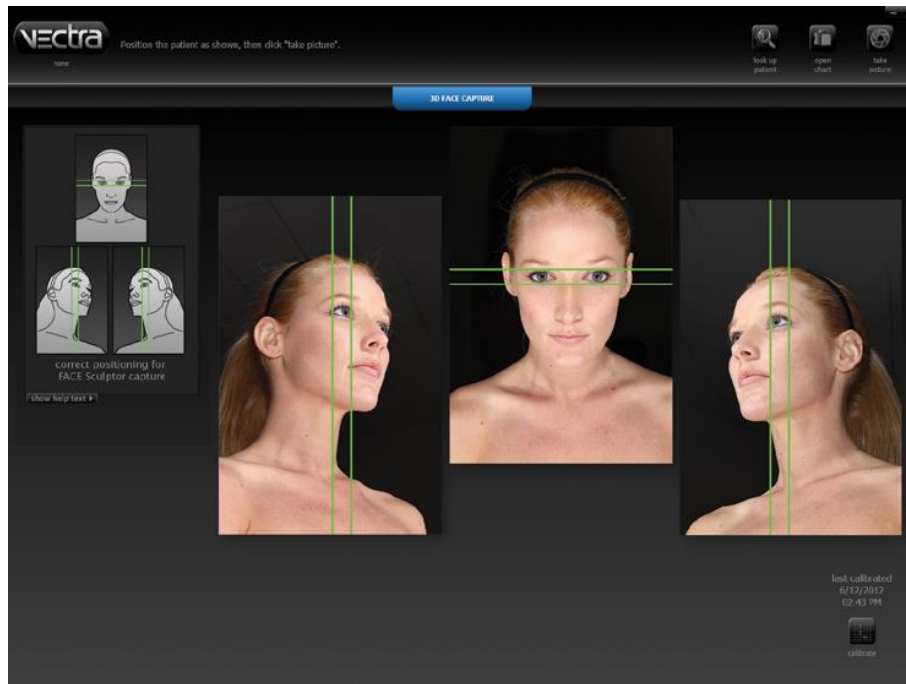 vectra
none
Position the patient as shown, then click "take picture".
look up
patient
open
chart
take
picture
3D FACE CAPTURE
correct positioning for
FACE Sculptor capture
show help text
last calibrated
6/12/2012
02:43 PM
calibrate